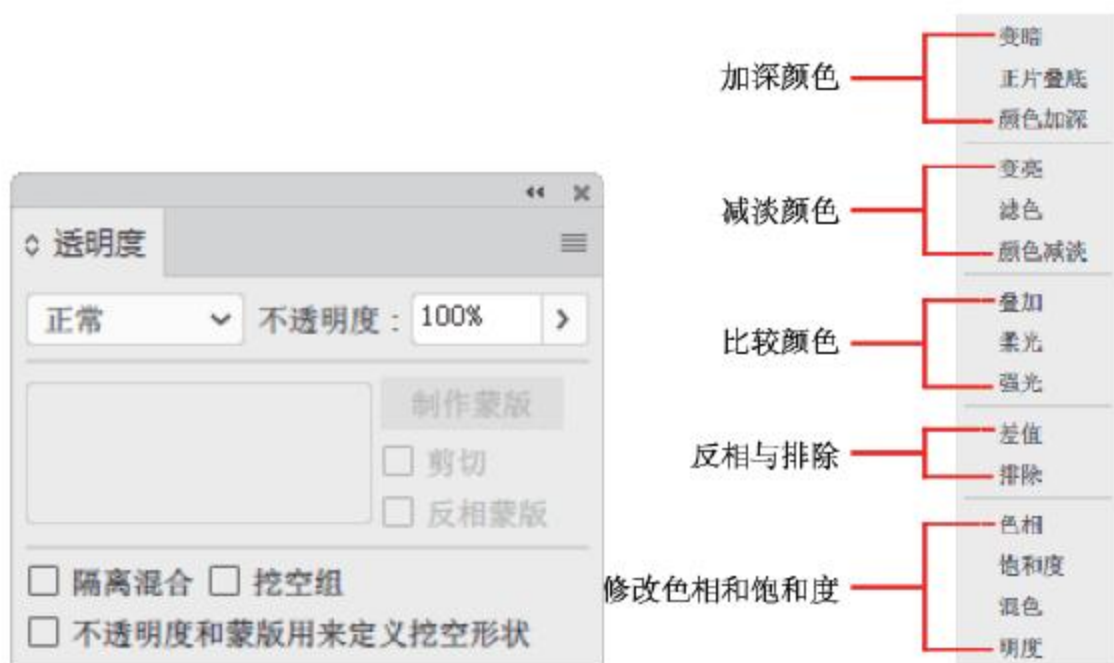 透明度
正常
不透明度：
100%
制作蒙版
剪切
反相蒙版
隔离混合
挖空组
不透明度和蒙版用来定义挖空形状
加深颜色
变暗
正片叠底
颜色加深
减淡颜色
变亮
滤色
颜色减淡
比较颜色
叠加
柔光
强光
反相与排除
差值
排除
修改色相和饱和度
色相
饱和度
混色
明度